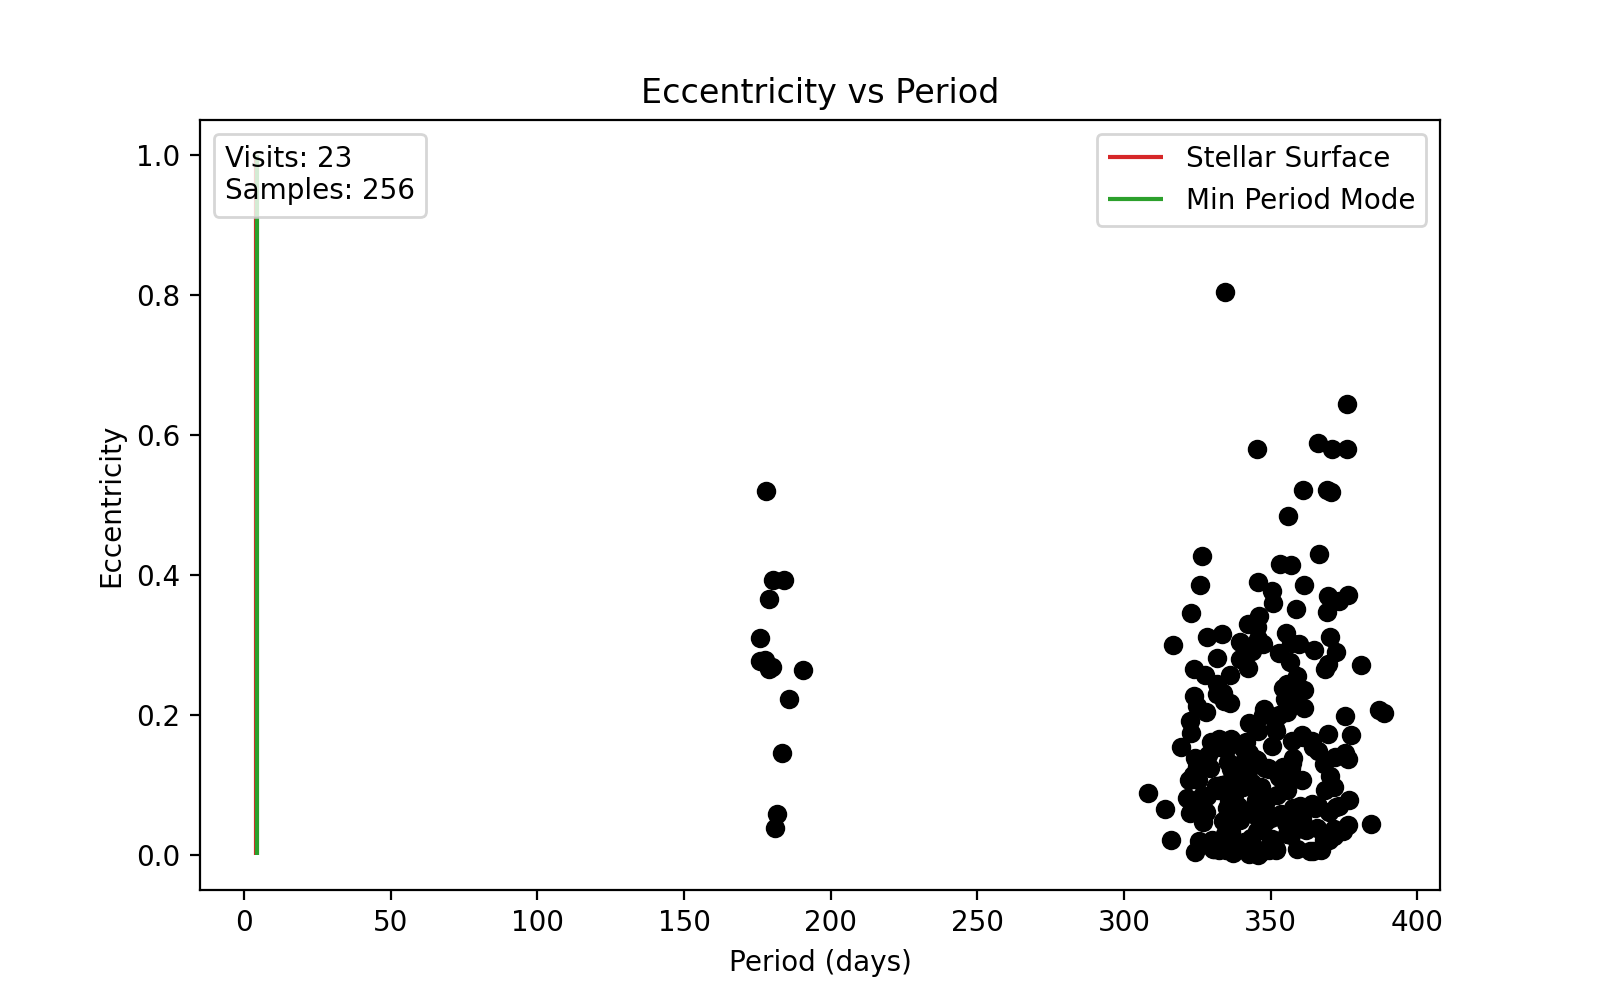 Eccentricity vs Period
Visits: 23
Samples: 256
Stellar Surface
Min Period Mode
1.0
0.8
0.6
0.4
0.2
0.0
Eccentricity
0
50
100
150
200
250
300
350
400
Period (days)